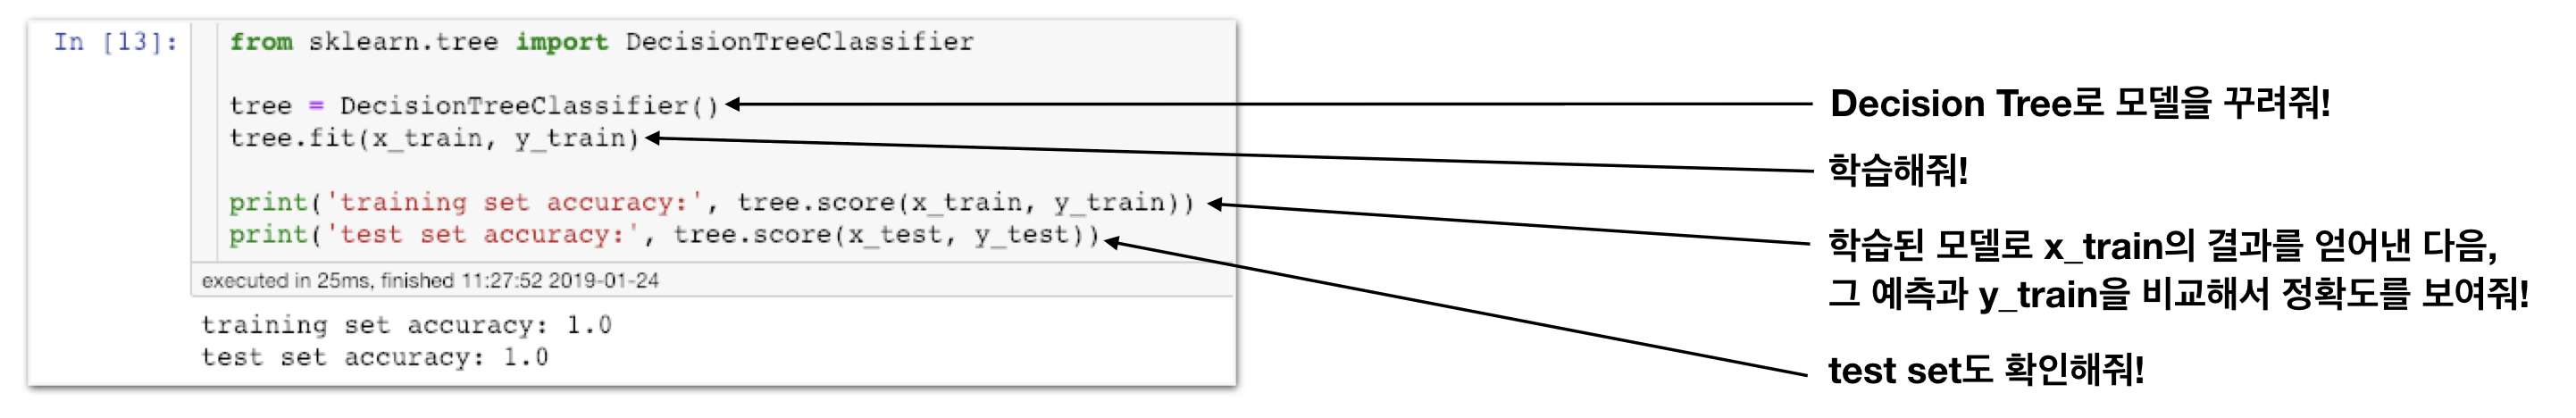 In [13]:
from sklearn.tree import DecisionTreeClassifier
tree = DecisionTreeClassifier()
tree.fit(x_train, y_train)
print('training set accuracy:', tree.score(x_train, y_train))
print('test set accuracy:', tree.score(x_test, y_test))
executed in 25ms, finished 11:27:52 2019-01-24
training set accuracy: 1.0
test set accuracy: 1.0
Decision Tree로 모델을 꾸려줘!
학습해줘!
학습된 모델로 x_train의 결과를 얻어낸 다음,
그 예측과 y_train을 비교해서 정확도를 보여줘!
test set도 확인해줘!